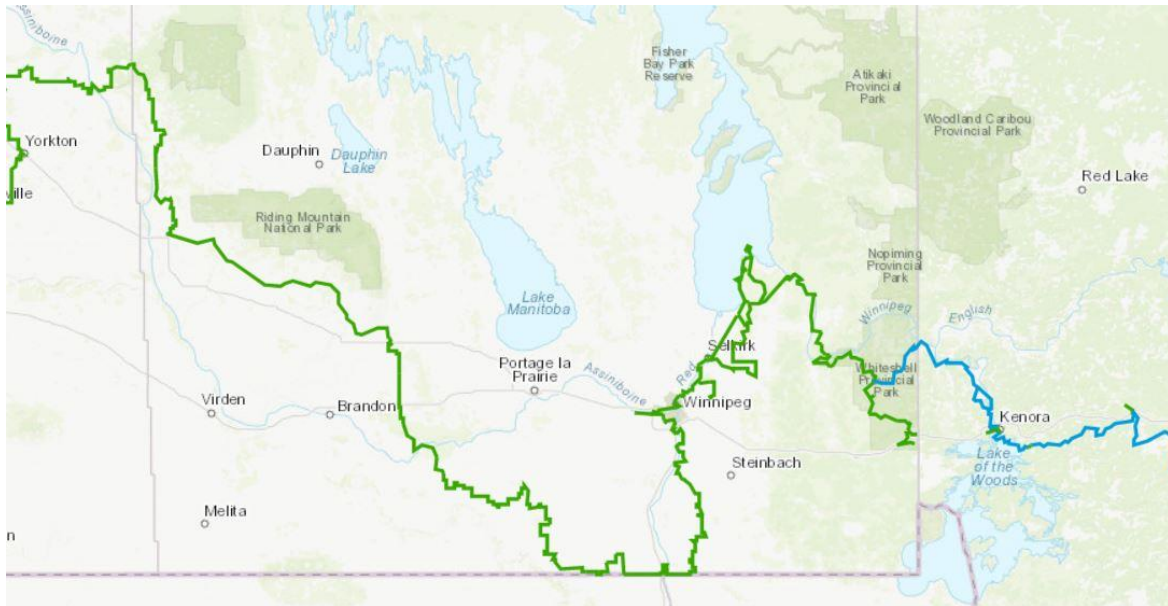 Assiniboine
Fisher
Bay Park
Reserve
Atikaki
Provincial
Park
Woodland Caribou
Provincial Park
Yorkton
Dauphin
Dauphin
Lake
Red Lake
ville
Riding Mountain
National Park
Nopiming
Provincial
Park
Lake
Manitoba
Winnipeg
English
Selkirk
Portage la
Prairie
Assiniboine
Red
Whiteshell
Provincial
Park
Virden
Brandon
Winnipeg
Kenora
Lake
of the
Woods
Steinbach
Melita
n